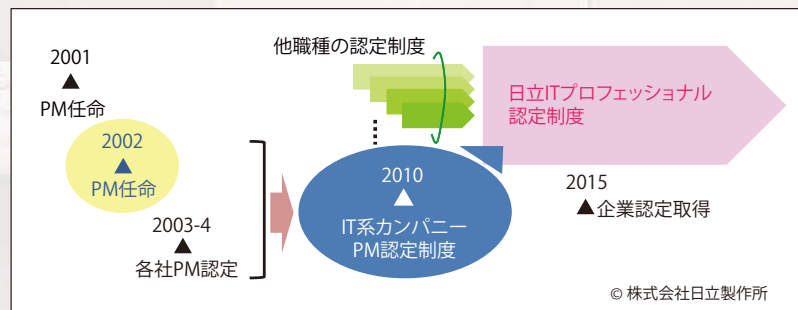 2001
PM任命
2002
PM任命
2003-4
各社PM認定
他職種の認定制度
2010
IT系カンパニー
PM認定制度
日立ITプロフェッショナル
認定制度
2015
企業認定取得
© 株式会社日立製作所